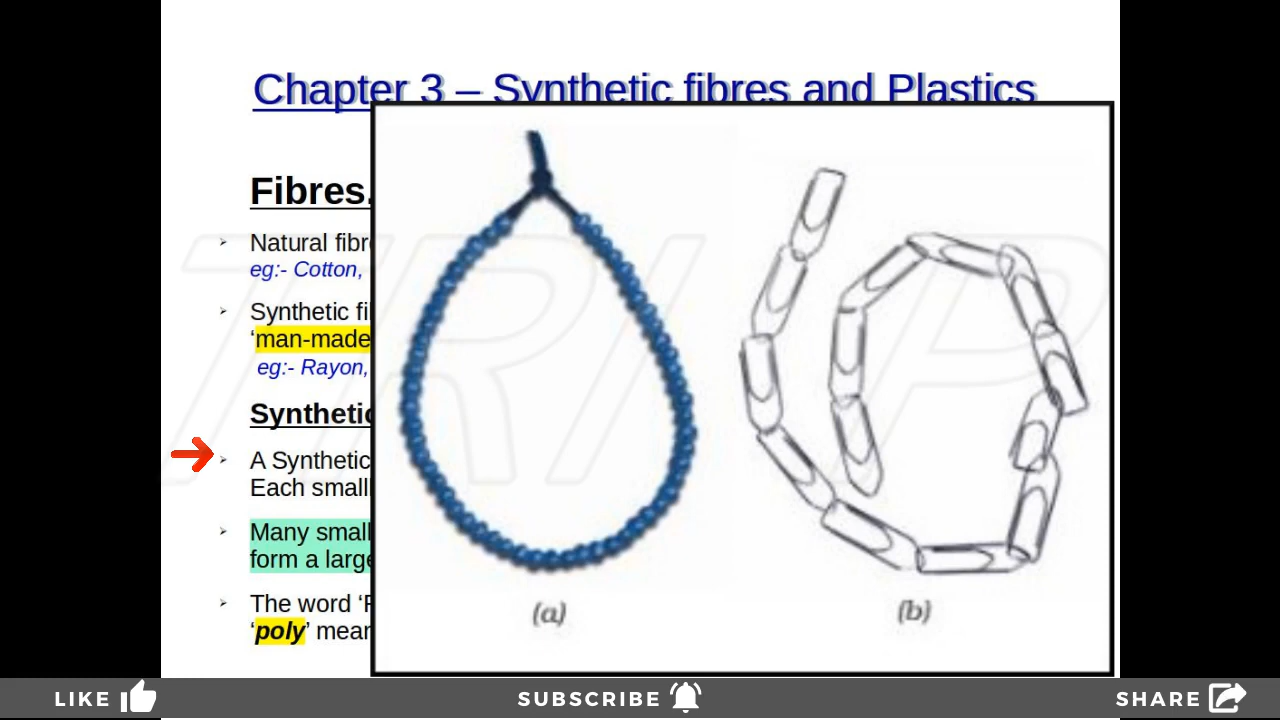 Chapter 3 – Synthetic fibres and Plastics
Fibres.
Natural fibr
eg:- Cotton,
Synthetic fi
‘man-made
eg:- Rayon,
Synthetic
A Synthetic
Each small
Many small
form a large
The word ‘P
‘poly’ mean
(a)
(b)
LIKE
SUBSCRIBE
SHARE